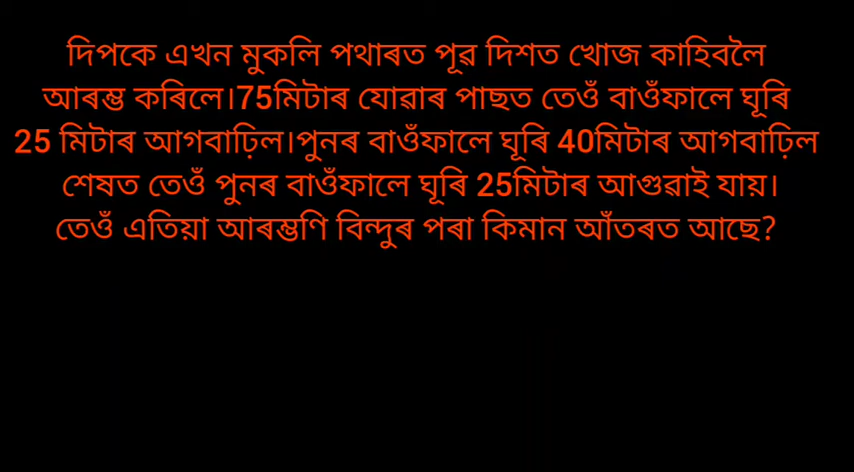 দিপকে এখন মুকলি পথাৰত পূৱ দিশত খোজ কাহিবলৈ
আৰম্ভ কৰিলে।75মিটাৰ যোৱাৰ পাছত তেওঁ বাওঁফালে ঘূৰি
25 মিটাৰ আগবাঢ়িল।পুনৰ বাওঁফালে ঘূৰি 40মিটাৰ আগবাঢ়িল
শেষত তেওঁ পুনৰ বাওঁফালে ঘূৰি 25মিটাৰ আগুৱাই যায়।
তেওঁ এতিয়া আৰম্ভণি বিন্দুৰ পৰা কিমান আঁতৰত আছে?